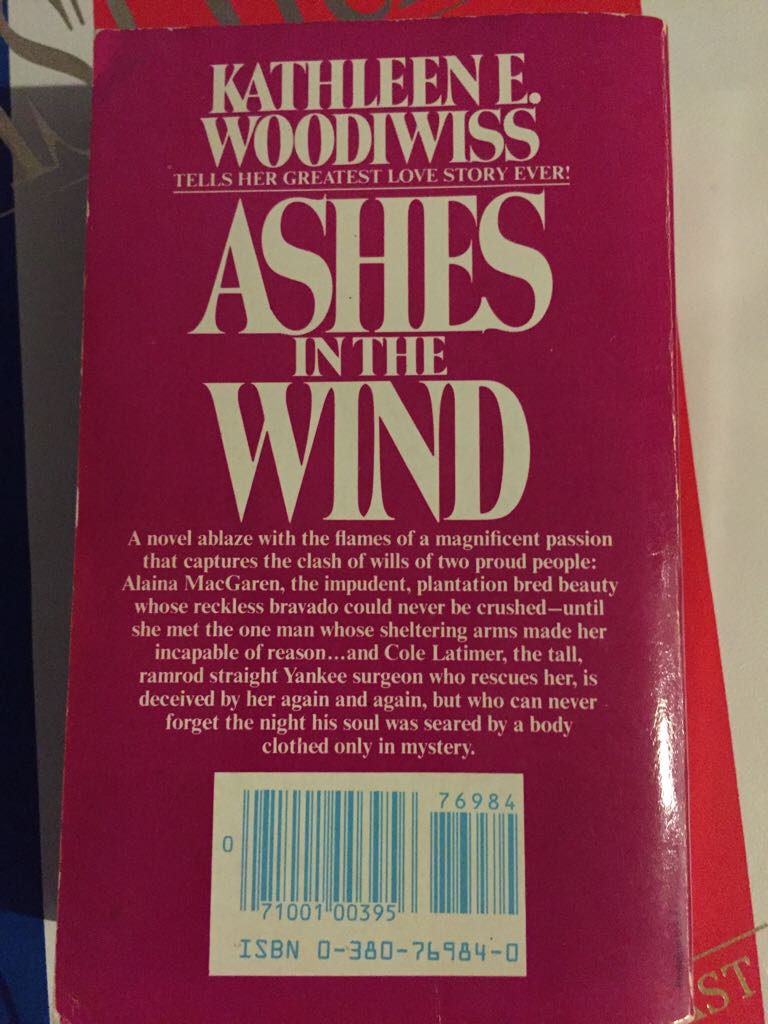 KATHLEEN E.
WOODIWISS
TELLS HER GREATEST LOVE STORY EVER!
ASHES
IN THE
WIND
A novel ablaze with the flames of a magnificent passion
that captures the clash of wills of two proud people:
Alaina MacGaren, the impudent, plantation bred beauty
whose reckless bravado could never be crushed—until
she met the one man whose sheltering arms made her
incapable of reason...and Cole Latimer, the tall,
ramrod straight Yankee surgeon who rescues her, is
deceived by her again and again, but who can never
forget the night his soul was seared by a body
clothed only in mystery.
76984
0
71001 00395
ISBN 0-380-76984-0